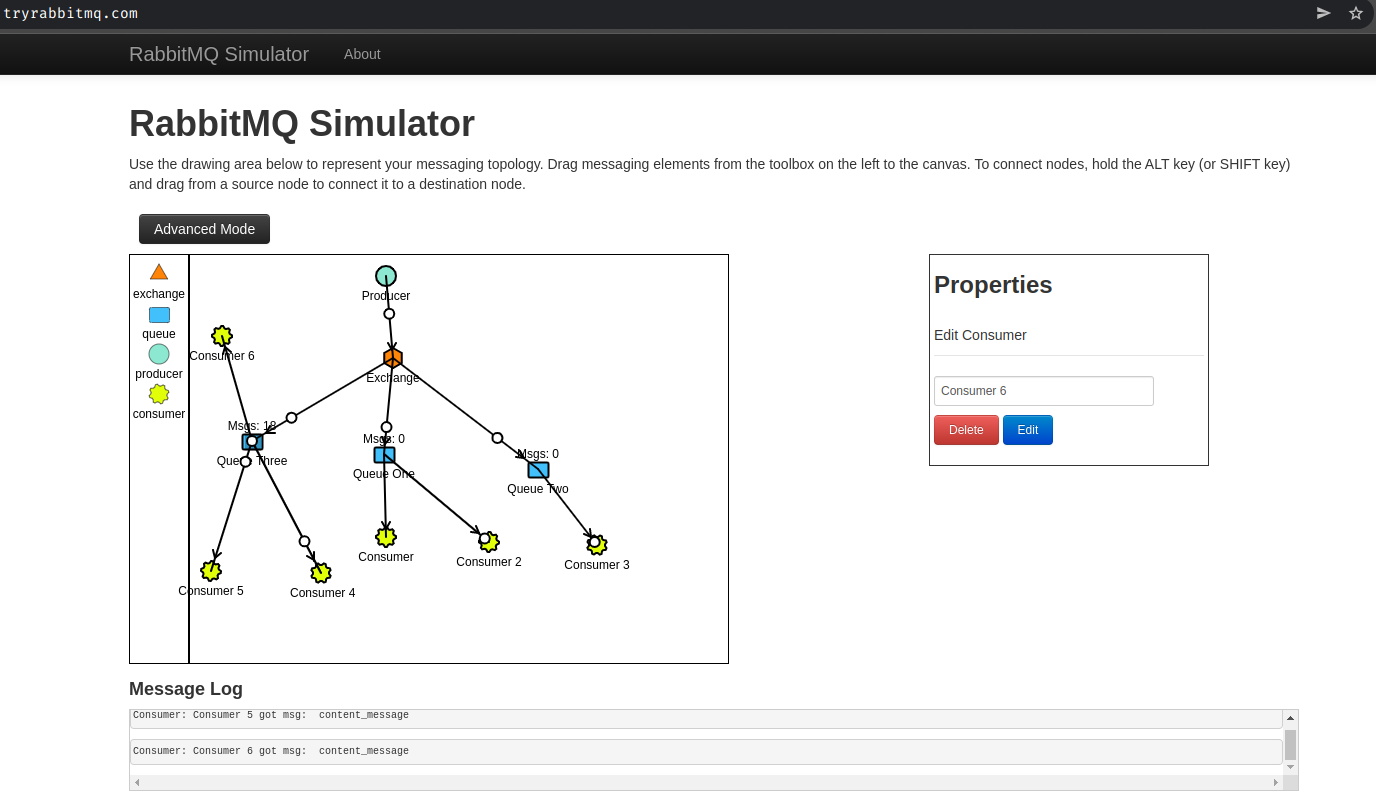 tryrabbitmq.com
RabbitMQ Simulator About
RabbitMQ Simulator
Use the drawing area below to represent your messaging topology. Drag messaging elements from the toolbox on the left to the canvas. To connect nodes, hold the ALT key (or SHIFT key)
and drag from a source node to connect it to a destination node.
Advanced Mode
exchange
queue
producer
consumer
Producer
Consumer 6
Exchange
Msgs: 18
Queue Three
Msgs: 0
Queue One
Msgs: 0
Queue Two
Consumer
Consumer 2
Consumer 3
Consumer 5
Consumer 4
Properties
Edit Consumer
Consumer 6
Delete Edit
Message Log
Consumer: Consumer 5 got msg: content_message
Consumer: Consumer 6 got msg: content_message